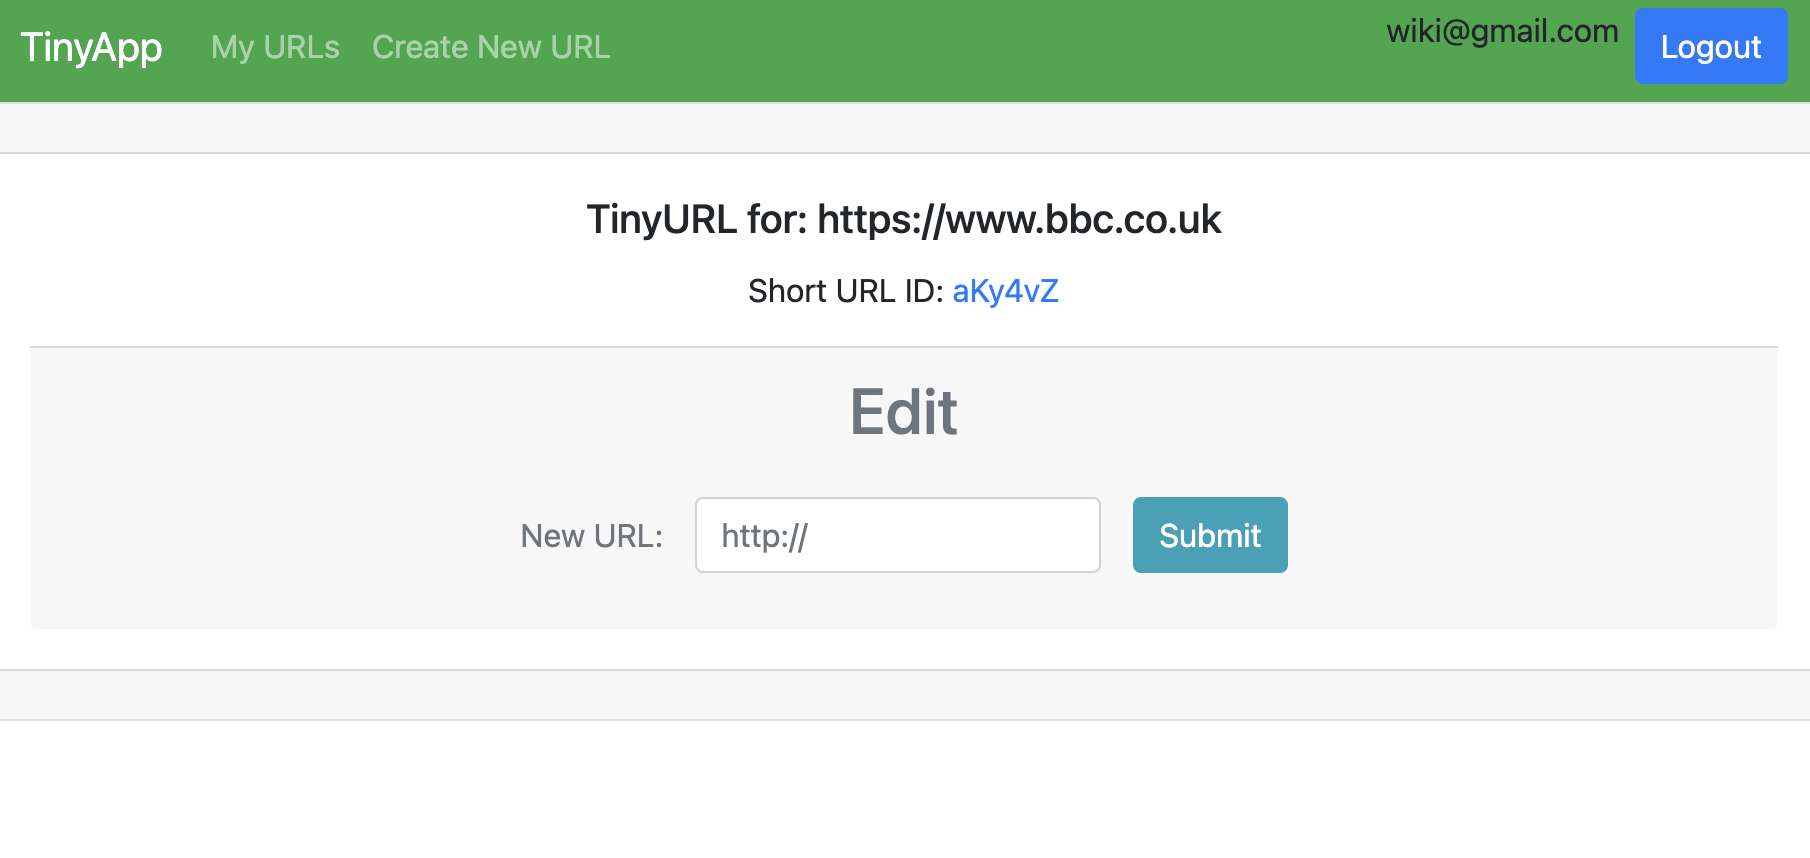 TinyApp My URLs Create New URL wiki@gmail.com Logout
TinyURL for: https://www.bbc.co.uk
Short URL ID: aKy4vZ
Edit
New URL: http:// Submit